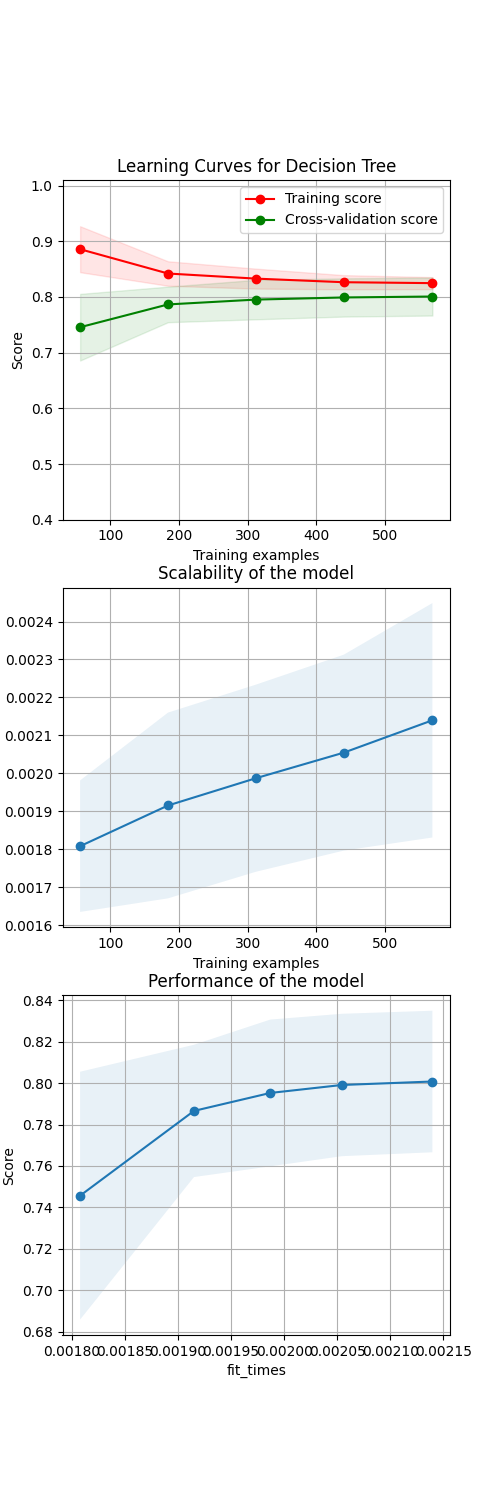 Learning Curves for Decision Tree
1.0
0.9
0.8
0.7
0.6
0.5
0.4
Score
Training score
Cross-validation score
100 200 300 400 500
Training examples
Scalability of the model
0.0024
0.0023
0.0022
0.0021
0.0020
0.0019
0.0018
0.0017
0.0016
100 200 300 400 500
Training examples
Performance of the model
0.84
0.82
0.80
0.78
0.76
0.74
0.72
0.70
0.68
Score
0.00180 0.00185 0.00190 0.00195 0.00200 0.00205 0.00210 0.00215
fit_times